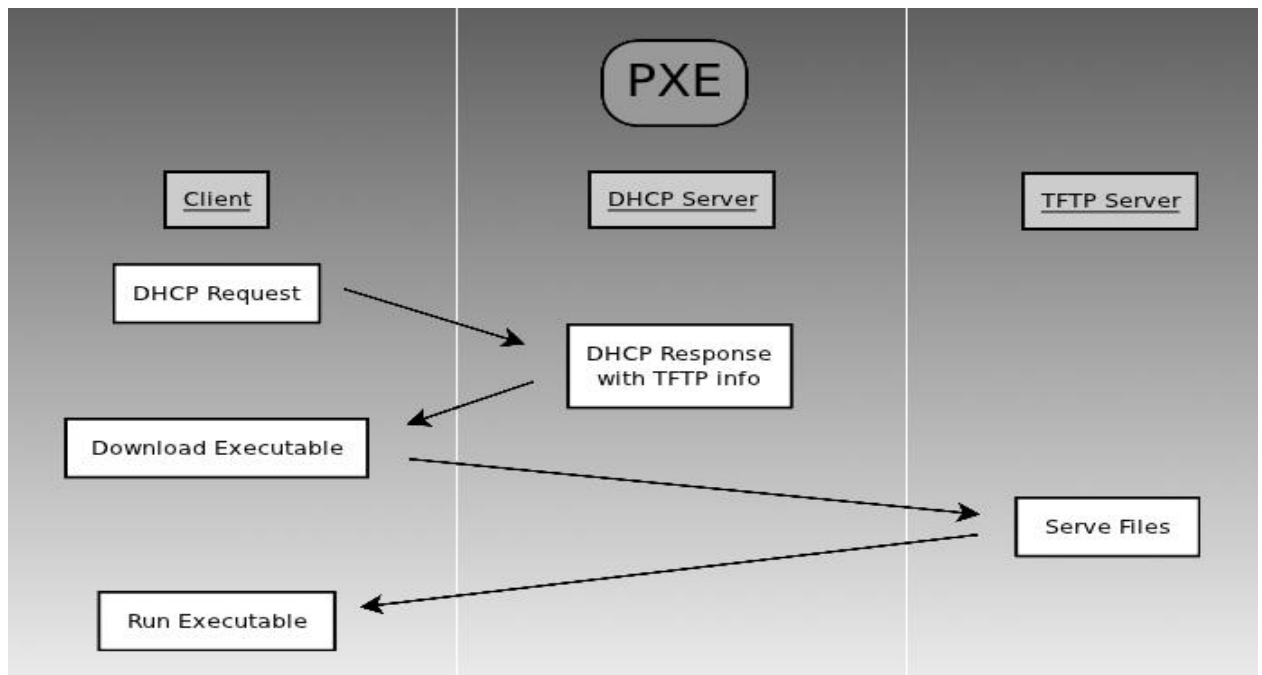 PXE
Client
DHCP Server
TFTP Server
DHCP Request
DHCP Response
with TFTP info
Download Executable
Serve Files
Run Executable